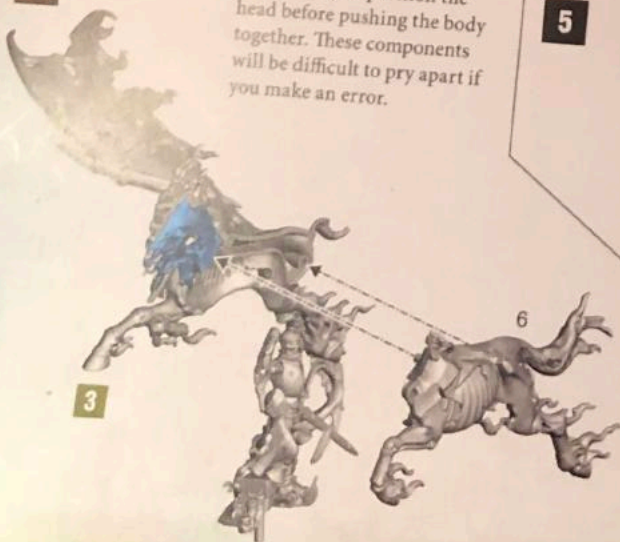 head before pushing the body
together. These components
will be difficult to pry apart if
you make an error.
5
6
3